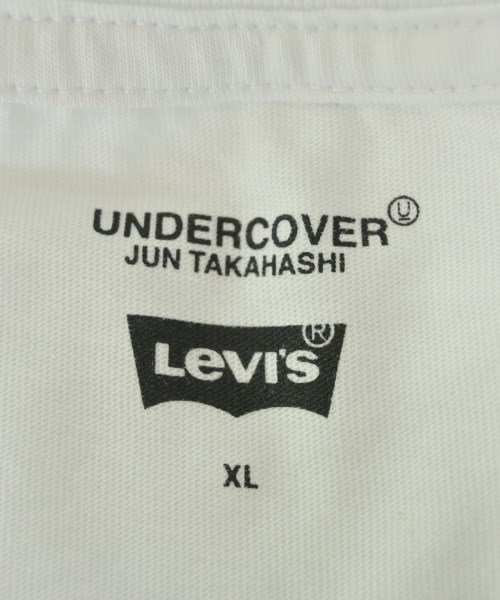 UNDERCOVER Ⓤ
JUN TAKAHASHI
LEVI'S ®
XL